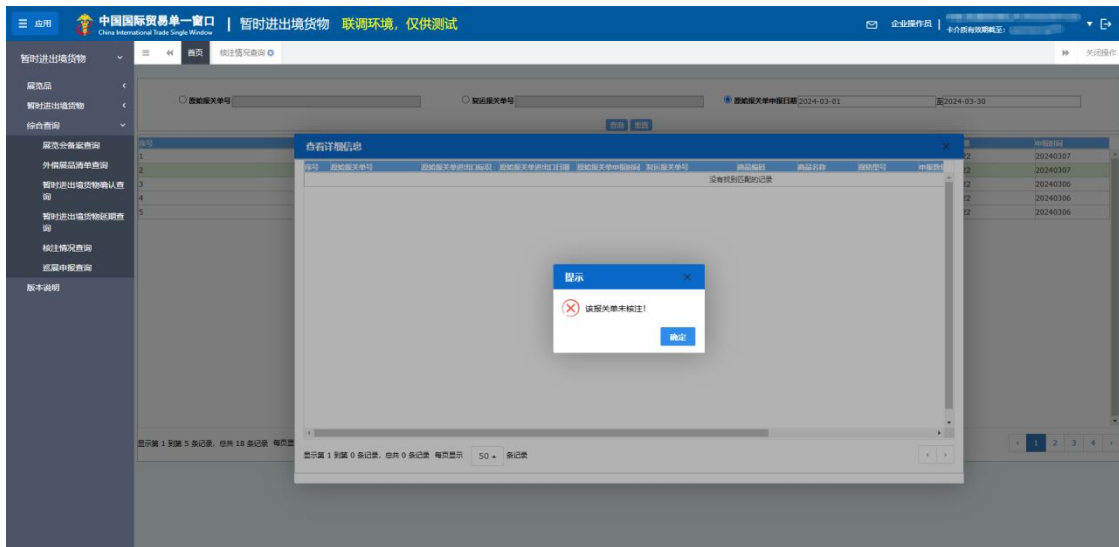 应用
中国国际贸易单一窗口 | 暂时进出境货物 联调环境，仅供测试
China International Trade Single Window
企业操作员 |
卡介质有效期截至：
暂时进出境货物
首页 核注情况查询
关闭操作
展览品
暂时进出境货物
综合查询
展览会备案查询
外借展品清单查询
暂时进出境货物确认查
询
暂时进出境货物延期查
询
核注情况查询
巡展申报查询
版本说明
原始报关单号 复运报关单号 原始报关单申报日期 2024-03-01 至 2024-03-30
查询 重置
序号 申报时间
1 20240307
2 20240307
3 20240306
4 20240306
5 20240306
查看详细信息
序号 原始报关单号 原始报关单进出口标识 原始报关单进出口日期 原始报关单申报时间 复运报关单号 商品编码 商品名称 规格型号 申报数
没有找到匹配的记录
提示
该报关单未核注！
确定
显示第 1 到第 5 条记录，总共 18 条记录 每页显
1 2 3 4
显示第 1 到第 0 条记录，总共 0 条记录 每页显示 50 条记录